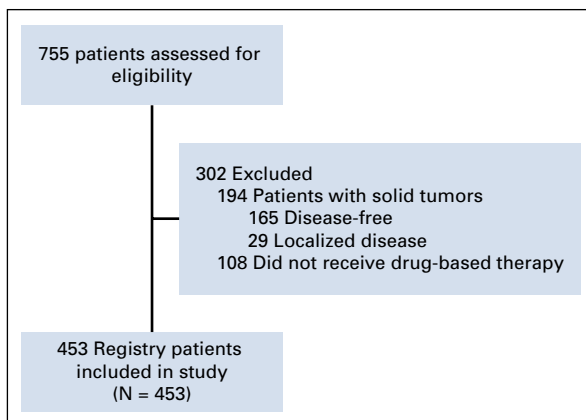 755 patients assessed for
eligibility
302 Excluded
194 Patients with solid tumors
165 Disease-free
29 Localized disease
108 Did not receive drug-based therapy
453 Registry patients
included in study
(N = 453)